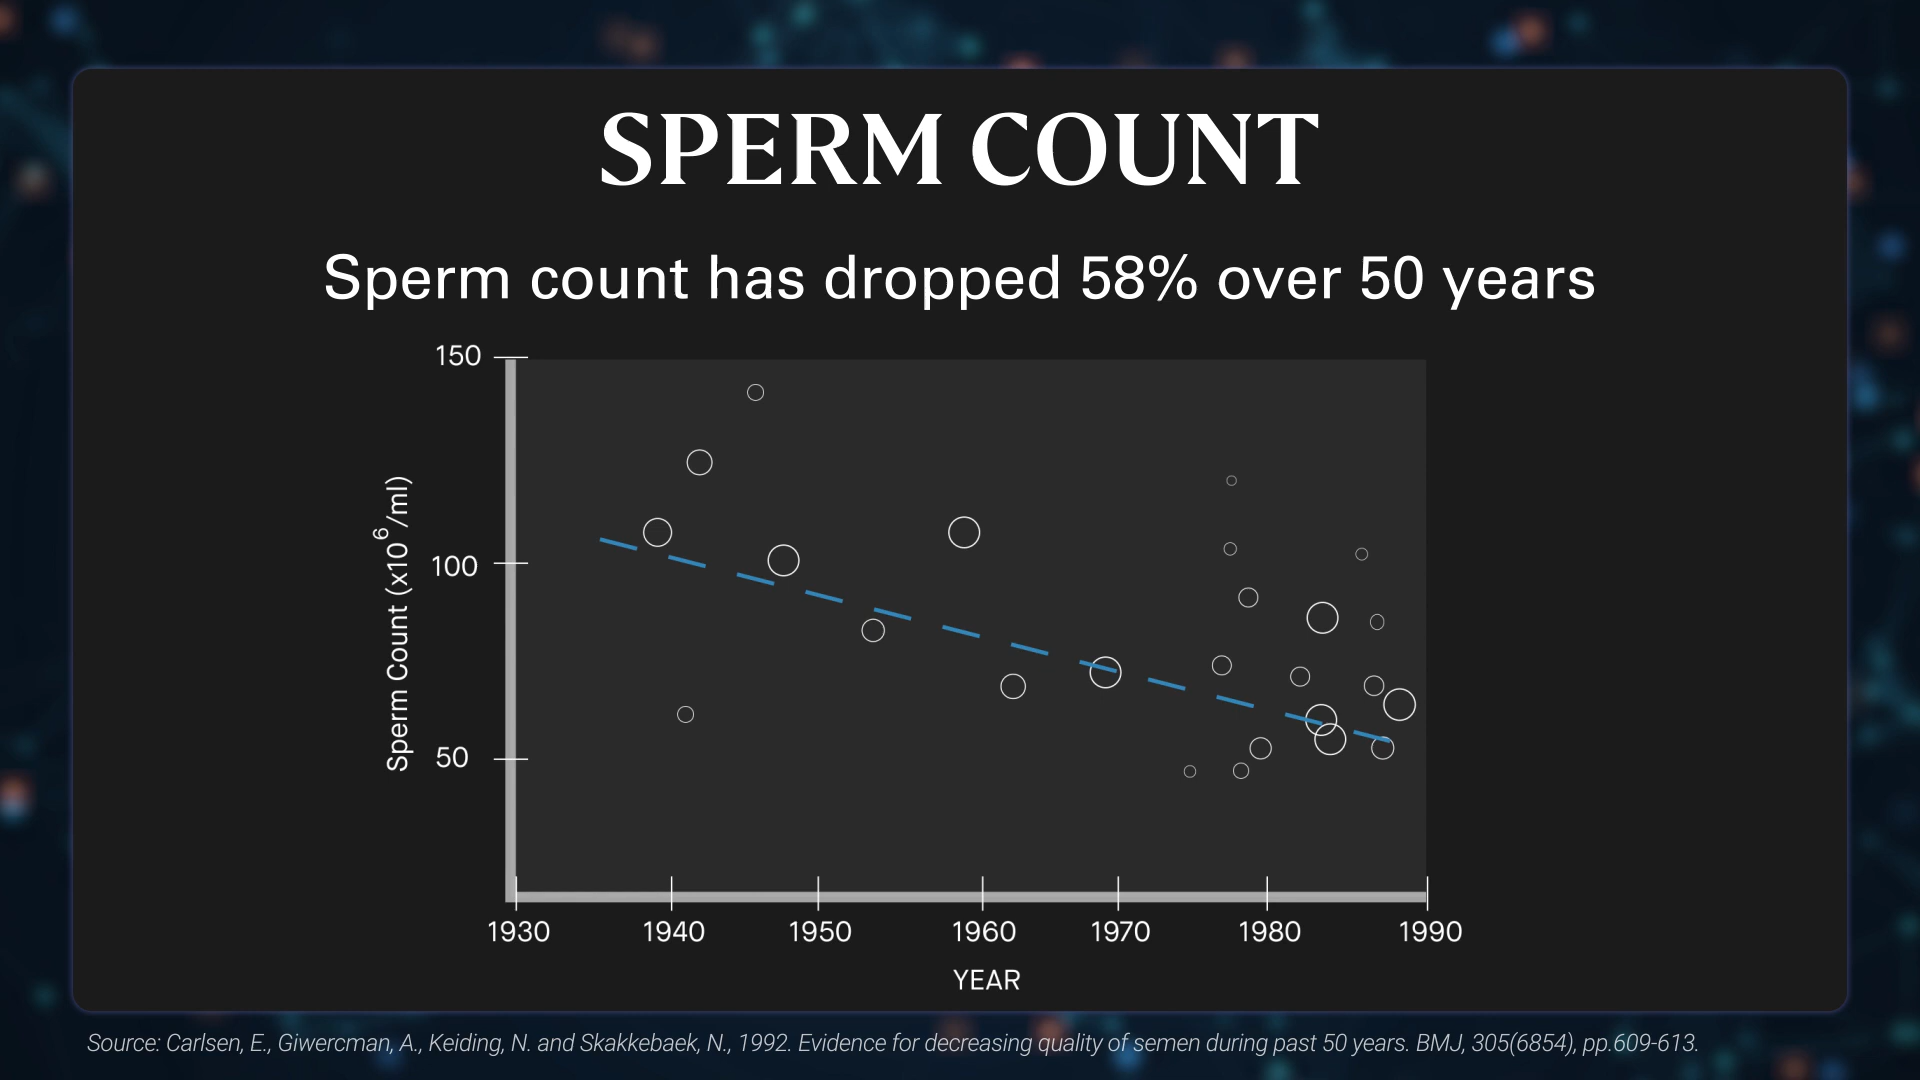 SPERM COUNT
Sperm count has dropped 58% over 50 years
150
100
50
Sperm Count (x10⁶/ml)
1930 1940 1950 1960 1970 1980 1990
YEAR
Source: Carlsen, E., Giwercman, A., Keiding, N. and Skakkebaek, N., 1992. Evidence for decreasing quality of semen during past 50 years. BMJ, 305(6854), pp.609-613.